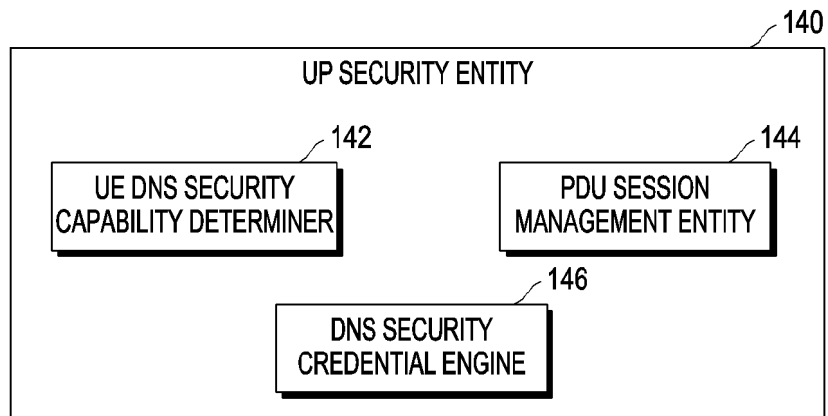 140
UP SECURITY ENTITY
142
UE DNS SECURITY
CAPABILITY DETERMINER
144
PDU SESSION
MANAGEMENT ENTITY
146
DNS SECURITY
CREDENTIAL ENGINE